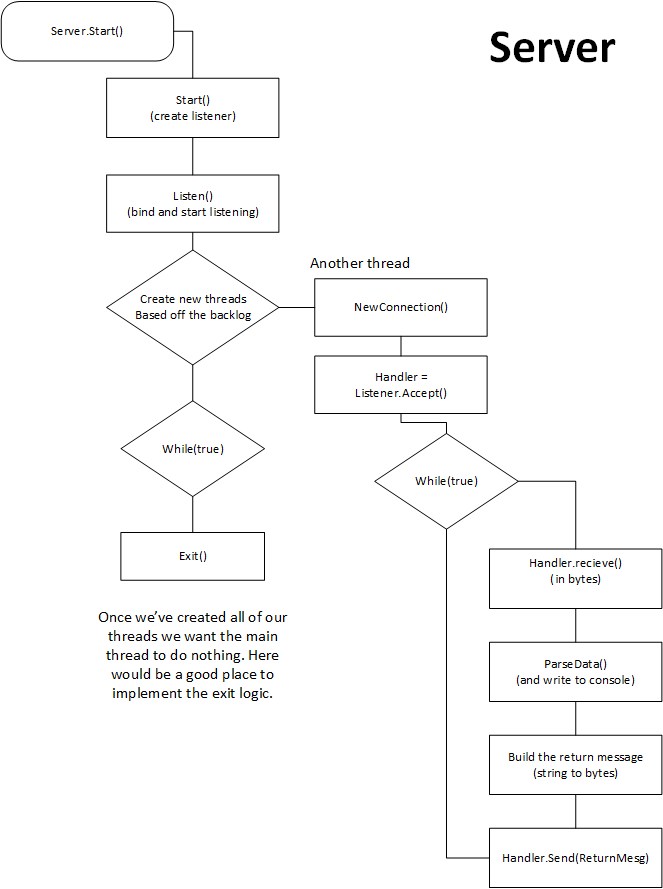 Server.Start()
Server
Start()
(create listener)
Listen()
(bind and start listening)
Another thread
Create new threads
Based off the backlog
NewConnection()
Handler =
Listener.Accept()
While(true)
While(true)
Exit()
Handler.recieve()
(in bytes)
Once we've created all of our
threads we want the main
thread to do nothing. Here
would be a good place to
implement the exit logic.
ParseData()
(and write to console)
Build the return message
(string to bytes)
Handler.Send(ReturnMesg)